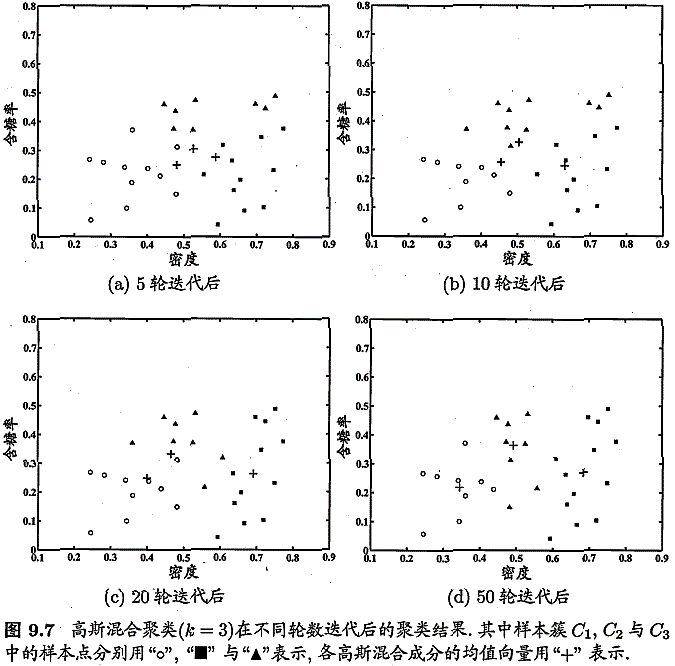 0.8
0.7
0.6
0.5
0.4
0.3
0.2
0.1
0
含糖率
0.1 0.2 0.3 0.4 0.5 0.6 0.7 0.8 0.9
密度
(a) 5 轮迭代后
0.8
0.7
0.6
0.5
0.4
0.3
0.2
0.1
0
含糖率
0.1 0.2 0.3 0.4 0.5 0.6 0.7 0.8 0.9
密度
(b) 10 轮迭代后
0.8
0.7
0.6
0.5
0.4
0.3
0.2
0.1
0
含糖率
0.1 0.2 0.3 0.4 0.5 0.6 0.7 0.8 0.9
密度
(c) 20 轮迭代后
0.8
0.7
0.6
0.5
0.4
0.3
0.2
0.1
0
含糖率
0.1 0.2 0.3 0.4 0.5 0.6 0.7 0.8 0.9
密度
(d) 50 轮迭代后
图 9.7 高斯混合聚类(k = 3)在不同轮数迭代后的聚类结果. 其中样本簇 C1, C2 与 C3
中的样本点分别用“○”, “■” 与“▲”表示, 各高斯混合成分的均值向量用“+” 表示.